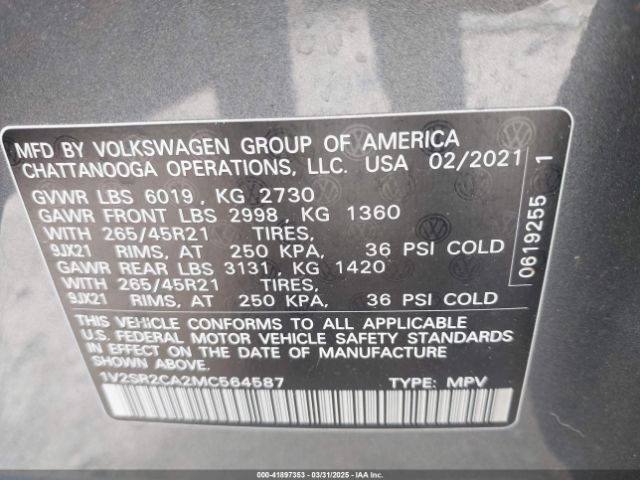 MFD BY VOLKSWAGEN GROUP OF AMERICA
CHATTANOOGA OPERATIONS, LLC. USA 02/2021
GVWR LBS 6019, KG 2730
GAWR FRONT LBS 2998, KG 1360
WITH 265/45R21 TIRES,
9JX21 RIMS, AT 250 KPA, 36 PSI COLD
GAWR REAR LBS 3131, KG 1420
WITH 265/45R21 TIRES,
9JX21 RIMS, AT 250 KPA, 36 PSI COLD
THIS VEHICLE CONFORMS TO ALL APPLICABLE
U.S. FEDERAL MOTOR VEHICLE SAFETY STANDARDS
IN EFFECT ON THE DATE OF MANUFACTURE
SHOWN ABOVE.
1V2SR2CA2MC564587 TYPE: MPV
0619255 1
000-41897353 - 03/31/2025 - IAAI.COM